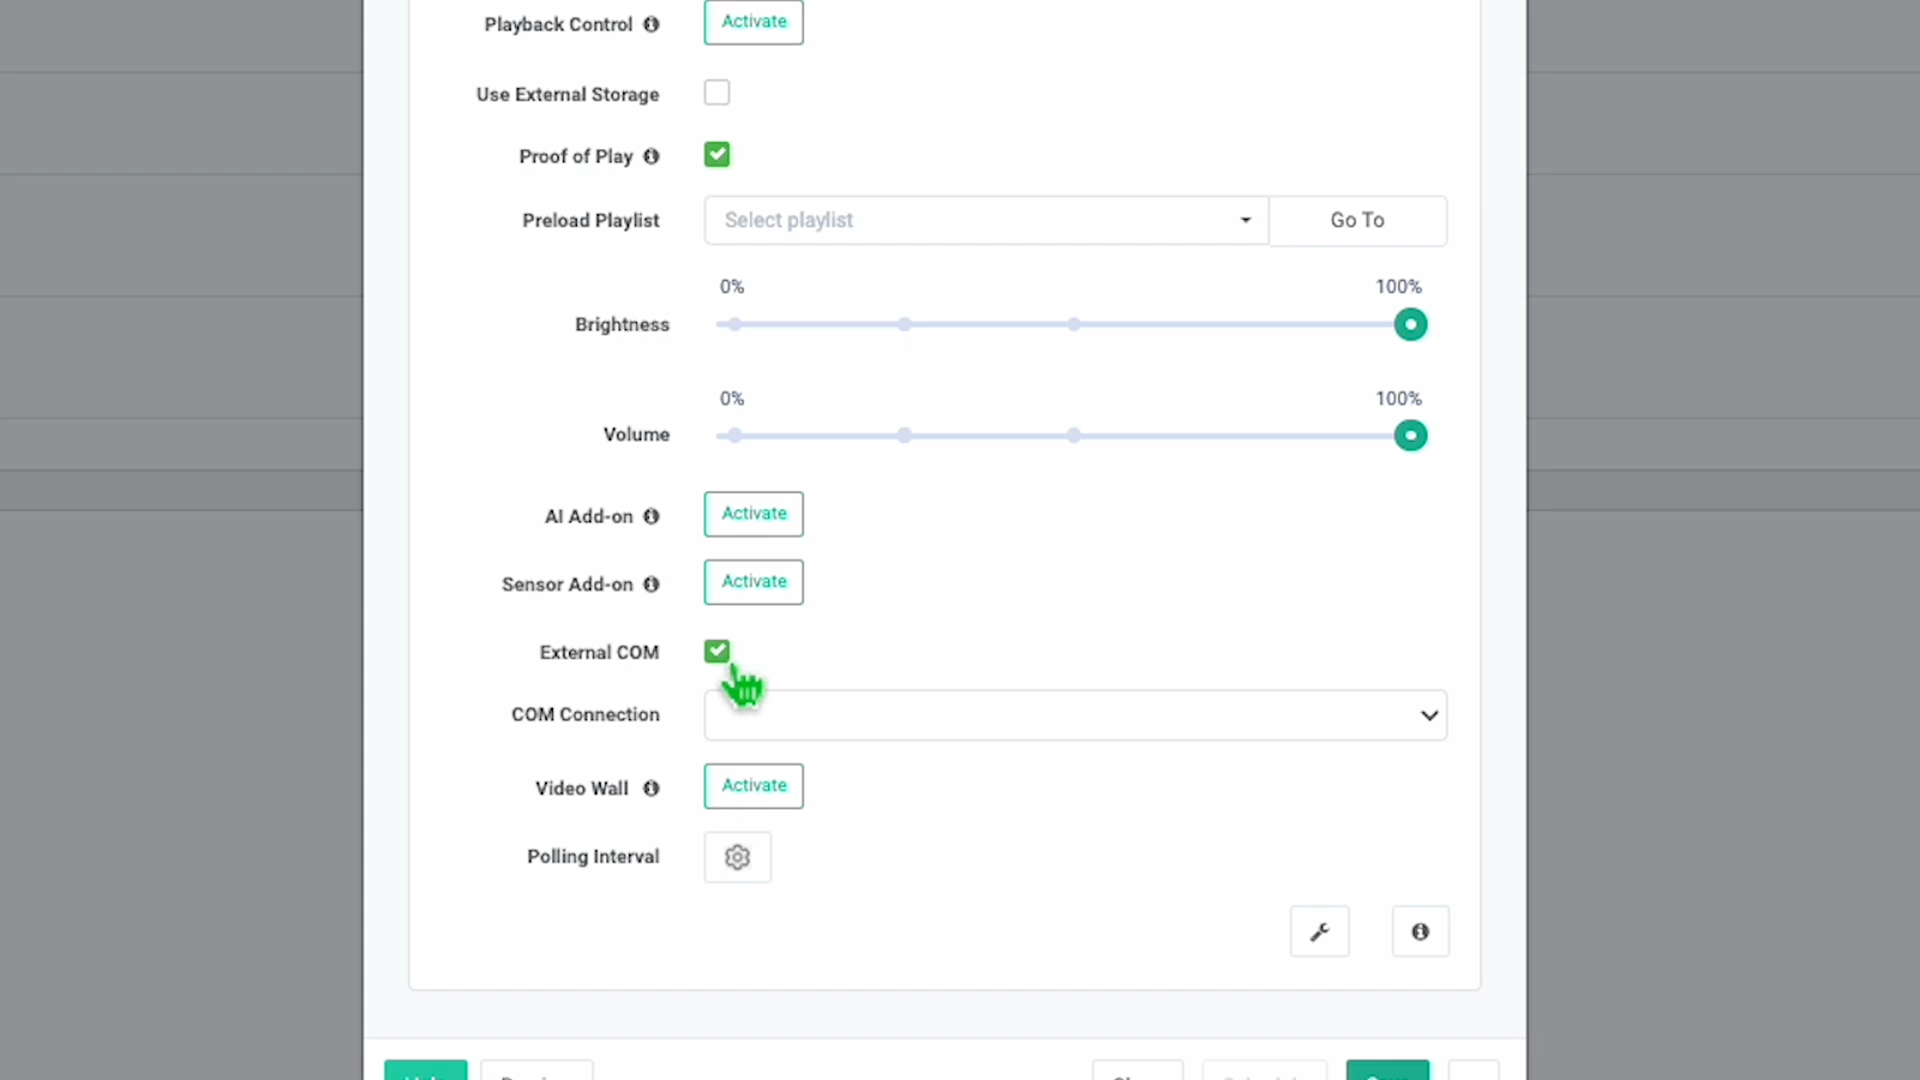 Playback Control Activate
Use External Storage
Proof of Play
Preload Playlist Select playlist Go To
0% 100%
Brightness
0% 100%
Volume
AI Add-on Activate
Sensor Add-on Activate
External COM
COM Connection
Video Wall Activate
Polling Interval